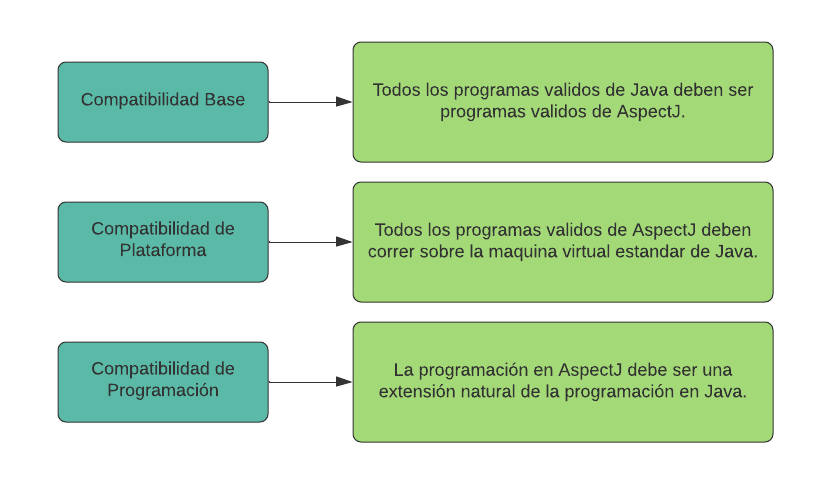 Compatibilidad Base
Todos los programas validos de Java deben ser
programas validos de AspectJ.
Compatibilidad de
Plataforma
Todos los programas validos de AspectJ deben
correr sobre la maquina virtual estandar de Java.
Compatibilidad de
Programación
La programación en AspectJ debe ser una
extensión natural de la programación en Java.